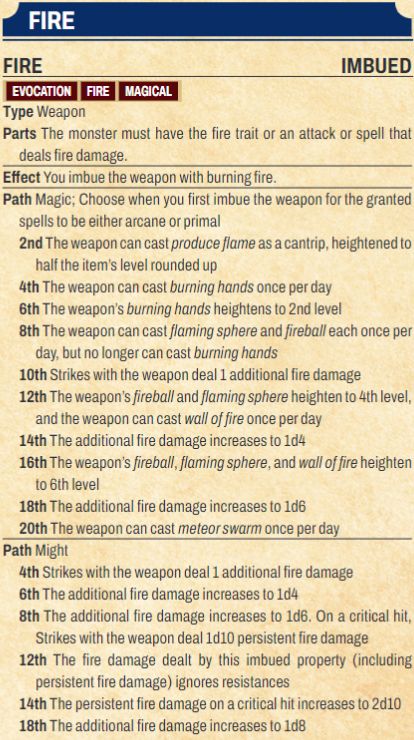 FIRE
FIRE IMBUED
EVOCATION FIRE MAGICAL
Type Weapon
Parts The monster must have the fire trait or an attack or spell that
deals fire damage.
Effect You imbue the weapon with burning fire.
Path Magic; Choose when you first imbue the weapon for the granted
spells to be either arcane or primal
2nd The weapon can cast produce flame as a cantrip, heightened to
half the item's level rounded up
4th The weapon can cast burning hands once per day
6th The weapon's burning hands heightens to 2nd level
8th The weapon can cast flaming sphere and fireball each once per
day, but no longer can cast burning hands
10th Strikes with the weapon deal 1 additional fire damage
12th The weapon's fireball and flaming sphere heighten to 4th level,
and the weapon can cast wall of fire once per day
14th The additional fire damage increases to 1d4
16th The weapon's fireball, flaming sphere, and wall of fire heighten
to 6th level
18th The additional fire damage increases to 1d6
20th The weapon can cast meteor swarm once per day
Path Might
4th Strikes with the weapon deal 1 additional fire damage
6th The additional fire damage increases to 1d4
8th The additional fire damage increases to 1d6. On a critical hit,
Strikes with the weapon deal 1d10 persistent fire damage
12th The fire damage dealt by this imbued property (including
persistent fire damage) ignores resistances
14th The persistent fire damage on a critical hit increases to 2d10
18th The additional fire damage increases to 1d8